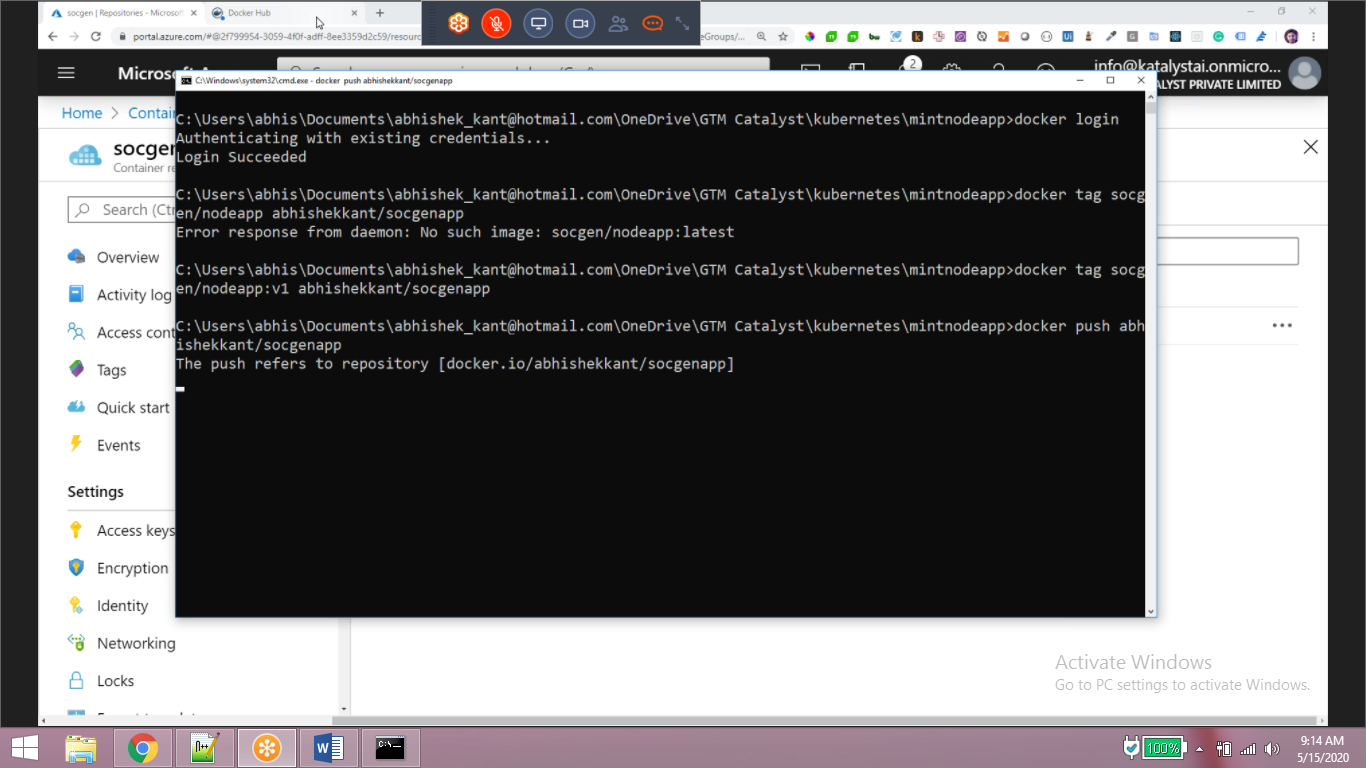 socgen | Repositories - Microsoft
Docker Hub
portal.azure.com/#@2f799954-3059-4f0f-adff-8ee3359d2c59/resour
eGroups/...
Microsoft A
2
info@katalystai.onmicro...
ALYST PRIVATE LIMITED
C:\Windows\system32\cmd.exe - docker push abhishekkant/socgenapp
Home > Contai
socgen
Container re
Search (Ct
Overview
Activity log
Access cont
Tags
Quick start
Events
Settings
Access keys
Encryption
Identity
Networking
Locks
C:\Users\abhis\Documents\abhishek_kant@hotmail.com\OneDrive\GTM Catalyst\kubernetes\mintnodeapp>docker login
Authenticating with existing credentials...
Login Succeeded
C:\Users\abhis\Documents\abhishek_kant@hotmail.com\OneDrive\GTM Catalyst\kubernetes\mintnodeapp>docker tag socg
en/nodeapp abhishekkant/socgenapp
Error response from daemon: No such image: socgen/nodeapp:latest
C:\Users\abhis\Documents\abhishek_kant@hotmail.com\OneDrive\GTM Catalyst\kubernetes\mintnodeapp>docker tag socg
en/nodeapp:v1 abhishekkant/socgenapp
C:\Users\abhis\Documents\abhishek_kant@hotmail.com\OneDrive\GTM Catalyst\kubernetes\mintnodeapp>docker push abh
ishekkant/socgenapp
The push refers to repository [docker.io/abhishekkant/socgenapp]
Activate Windows
Go to PC settings to activate Windows.
100%
9:14 AM
5/15/2020